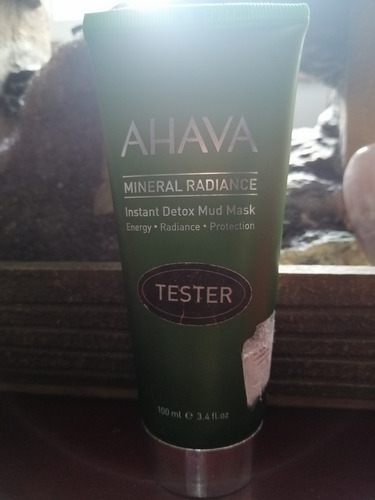 AHAVA
MINERAL RADIANCE
Instant Detox Mud Mask
Energy • Radiance • Protection
TESTER
100 ml ℮ 3.4 fl.oz